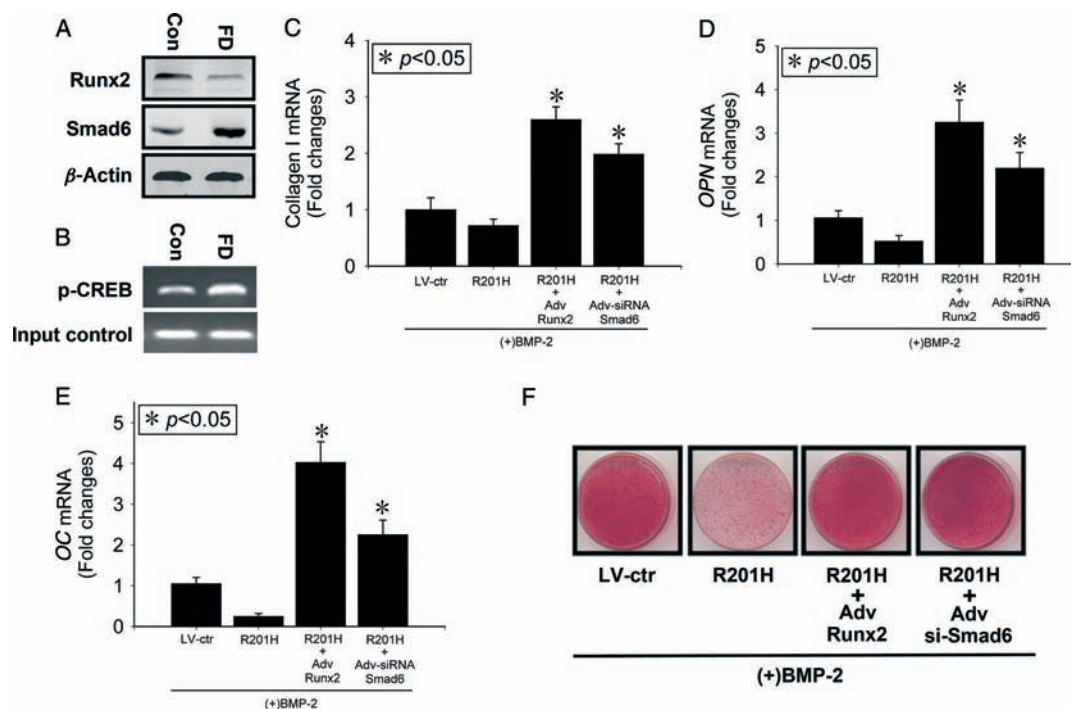 A
Con
FD
Runx2
Smad6
β-Actin
B
Con
FD
p-CREB
Input control
C
* p<0.05
Collagen I mRNA
(Fold changes)
4
3
2
1
0
*
*
LV-ctr
R201H
R201H
+
Adv
Runx2
R201H
+
Adv-siRNA
Smad6
(+)BMP-2
D
* p<0.05
OPN mRNA
(Fold changes)
5
4
3
2
1
0
*
*
LV-ctr
R201H
R201H
+
Adv
Runx2
R201H
+
Adv-siRNA
Smad6
(+)BMP-2
E
* p<0.05
OC mRNA
(Fold changes)
5
4
3
2
1
0
*
*
LV-ctr
R201H
R201H
+
Adv
Runx2
R201H
+
Adv-siRNA
Smad6
(+)BMP-2
F
LV-ctr
R201H
R201H
+
Adv
Runx2
R201H
+
Adv
si-Smad6
(+)BMP-2